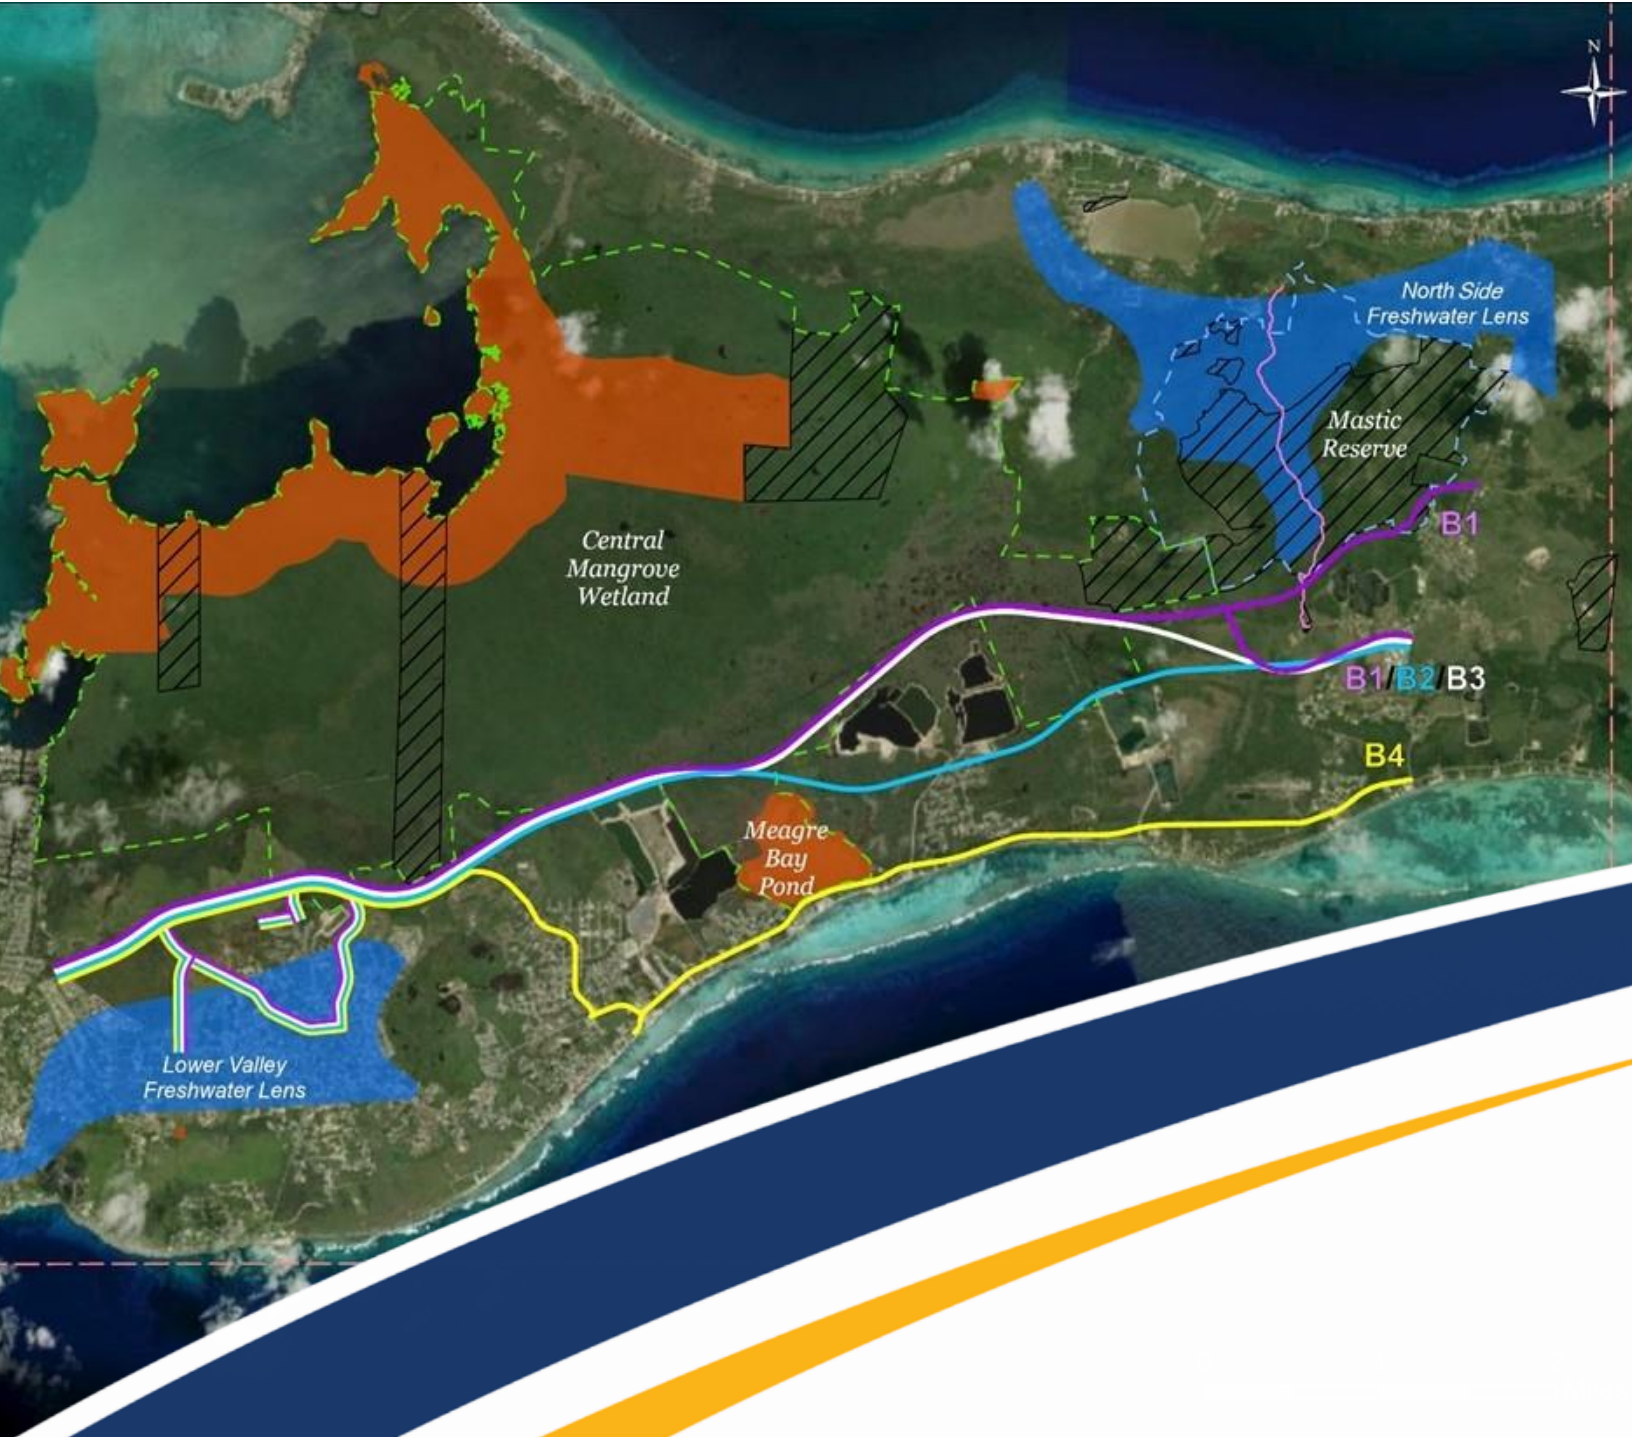 N
North Side
Freshwater Lens
Mastic
Reserve
B1
Central
Mangrove
Wetland
B1/B2/B3
B4
Meagre
Bay
Pond
Lower Valley
Freshwater Lens